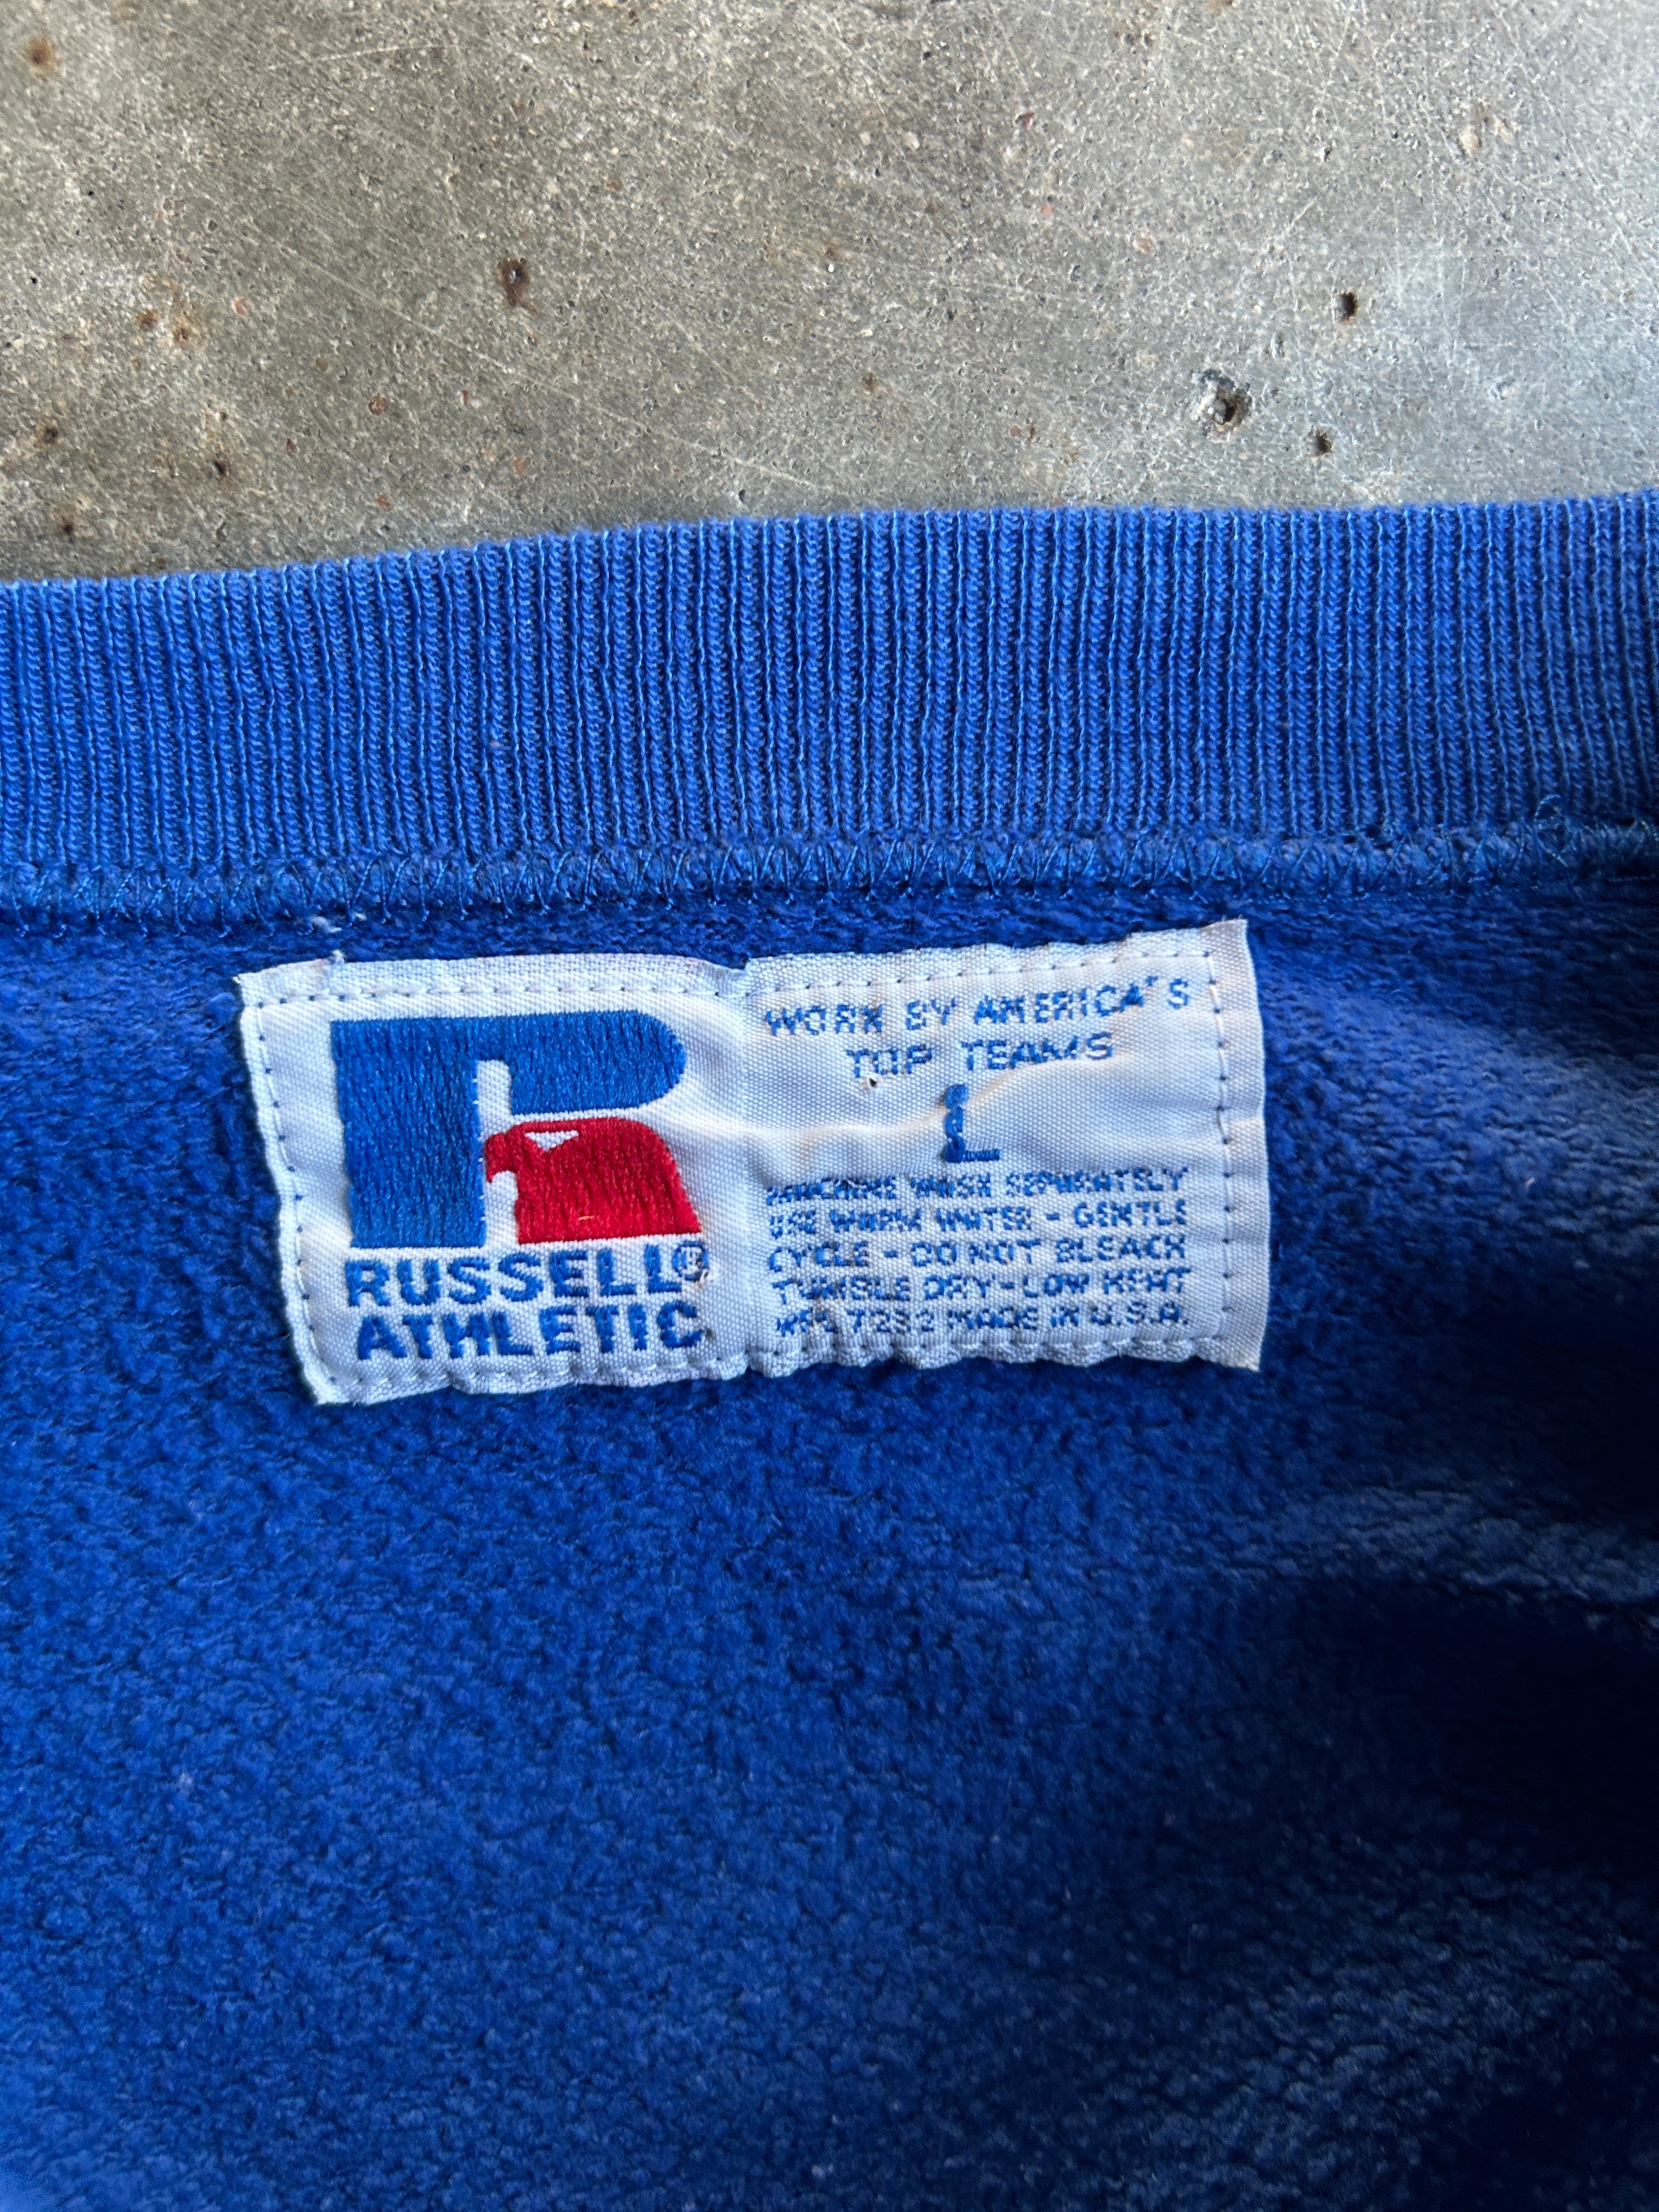 RUSSELL®
ATHLETIC
WORN BY AMERICA'S
TOP TEAMS
L
MACHINE WASH SEPARATELY
USE WARM WATER - GENTLE
CYCLE - DO NOT BLEACH
TUMBLE DRY-LOW HEAT
MADE IN U.S.A.